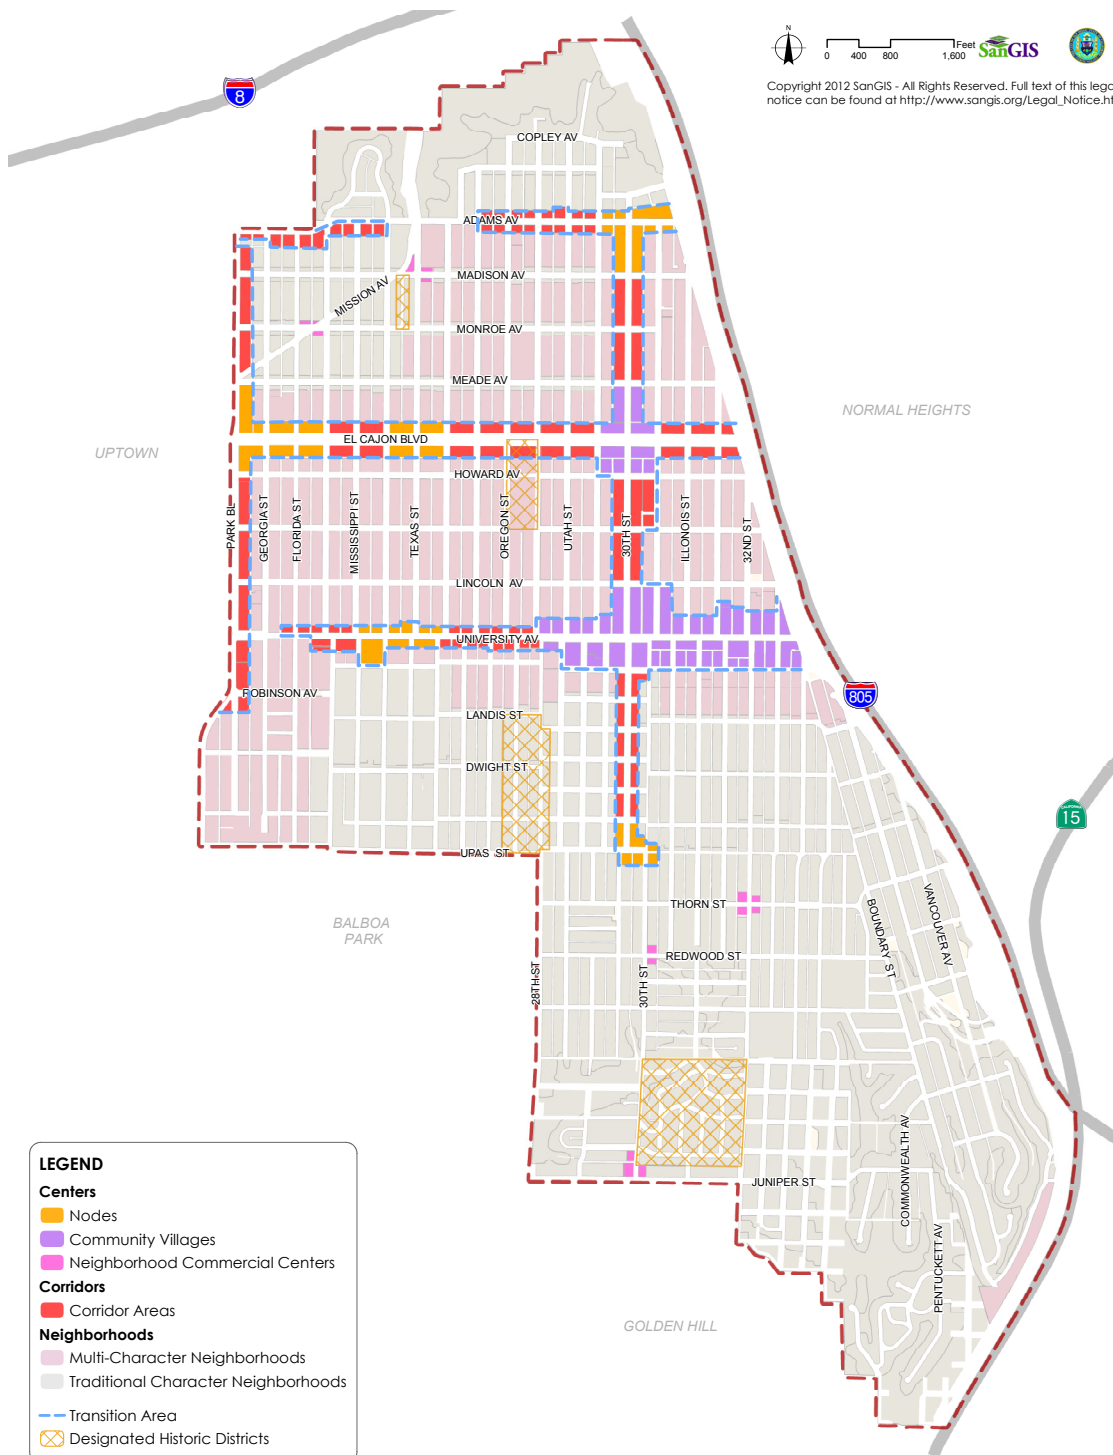 N
0 400 800 1,600
Feet
SanGIS
Copyright 2012 SanGIS - All Rights Reserved. Full text of this lega
notice can be found at http://www.sangis.org/Legal_Notice.ht
8
COPLEY AV
ADAMS AV
MADISON AV
MISSION AV
MONROE AV
MEADE AV
NORMAL HEIGHTS
UPTOWN
EL CAJON BLVD
HOWARD AV
PARK BL
GEORGIA ST
FLORIDA ST
MISSISSIPPI ST
TEXAS ST
OREGON ST
UTAH ST
30TH ST
ILLINOIS ST
32ND ST
LINCOLN AV
UNIVERSITY AV
ROBINSON AV
805
LANDIS ST
DWIGHT ST
CALIFORNIA
15
UPAS ST
THORN ST
BALBOA
PARK
BOUNDARY ST
VANCOUVER AV
REDWOOD ST
28TH ST
30TH ST
COMMONWEALTH AV
JUNIPER ST
PENTUCKETT AV
GOLDEN HILL
LEGEND
Centers
Nodes
Community Villages
Neighborhood Commercial Centers
Corridors
Corridor Areas
Neighborhoods
Multi-Character Neighborhoods
Traditional Character Neighborhoods
Transition Area
Designated Historic Districts